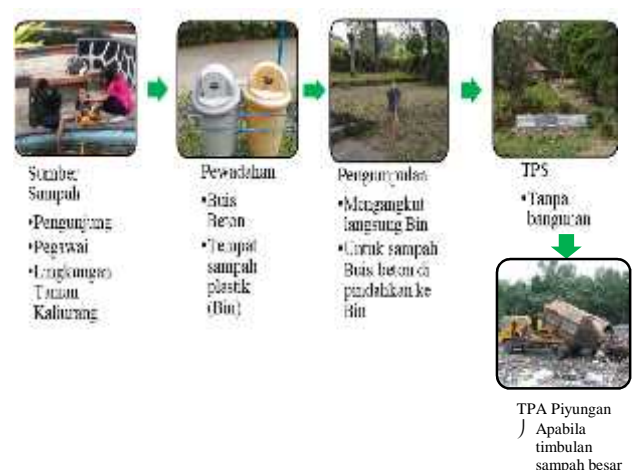 Sumber
Sampah
•Pengunjung
•Pegawai
•Lingkungan
Taman
Kaliurang
Pewadahan
•Buis
Beton
•Tempat
sampah
plastik
(Bin)
Pengumpulan
•Mengangkut
langsung Bin
•Untuk sampah
Buis beton di
pindahkan ke
Bin
TPS
•Tanpa
bangunan
TPA Piyungan
) Apabila
timbulan
sampah besar